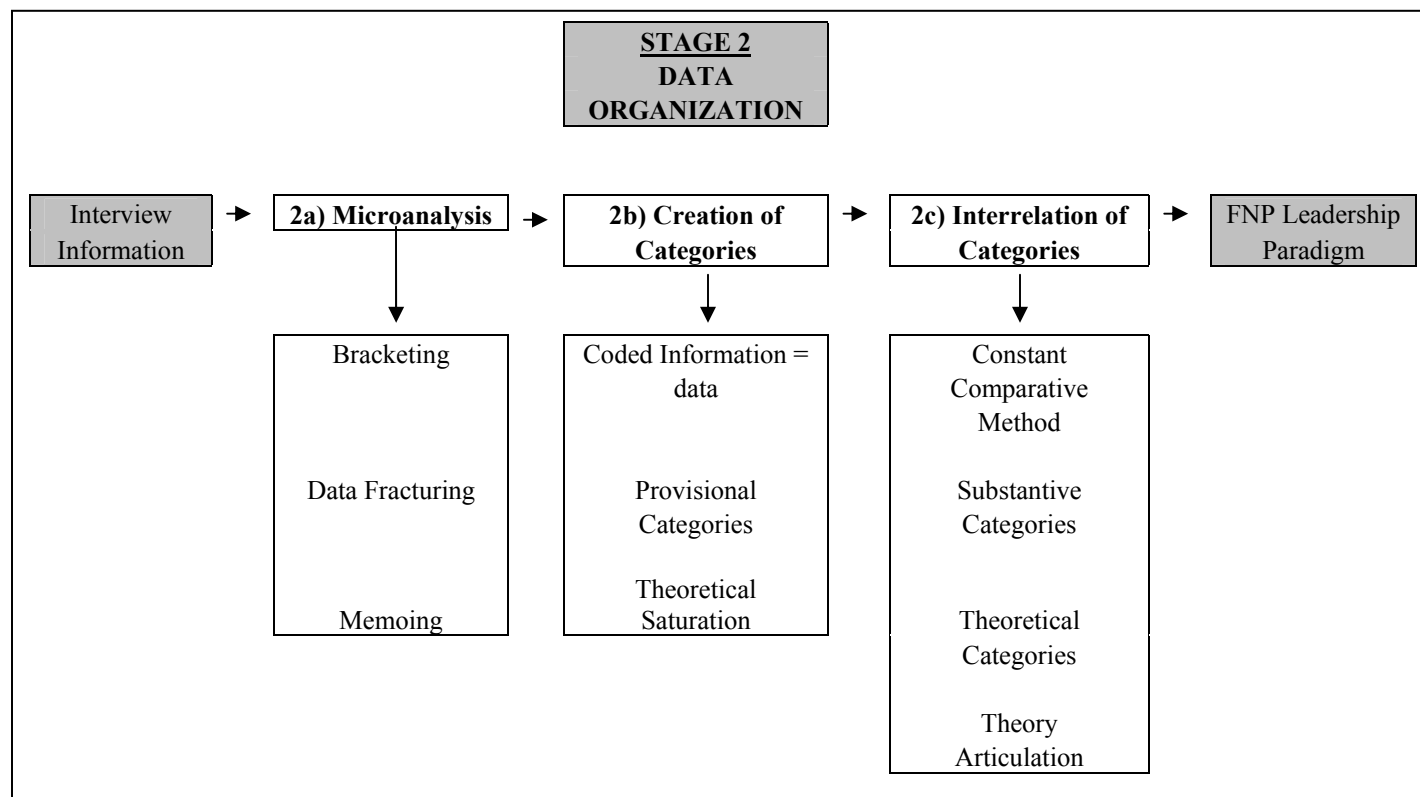 STAGE 2
DATA
ORGANIZATION
Interview
Information
2a) Microanalysis
2b) Creation of
Categories
2c) Interrelation of
Categories
FNP Leadership
Paradigm
Bracketing
Data Fracturing
Memoing
Coded Information =
data
Provisional
Categories
Theoretical
Saturation
Constant
Comparative
Method
Substantive
Categories
Theoretical
Categories
Theory
Articulation